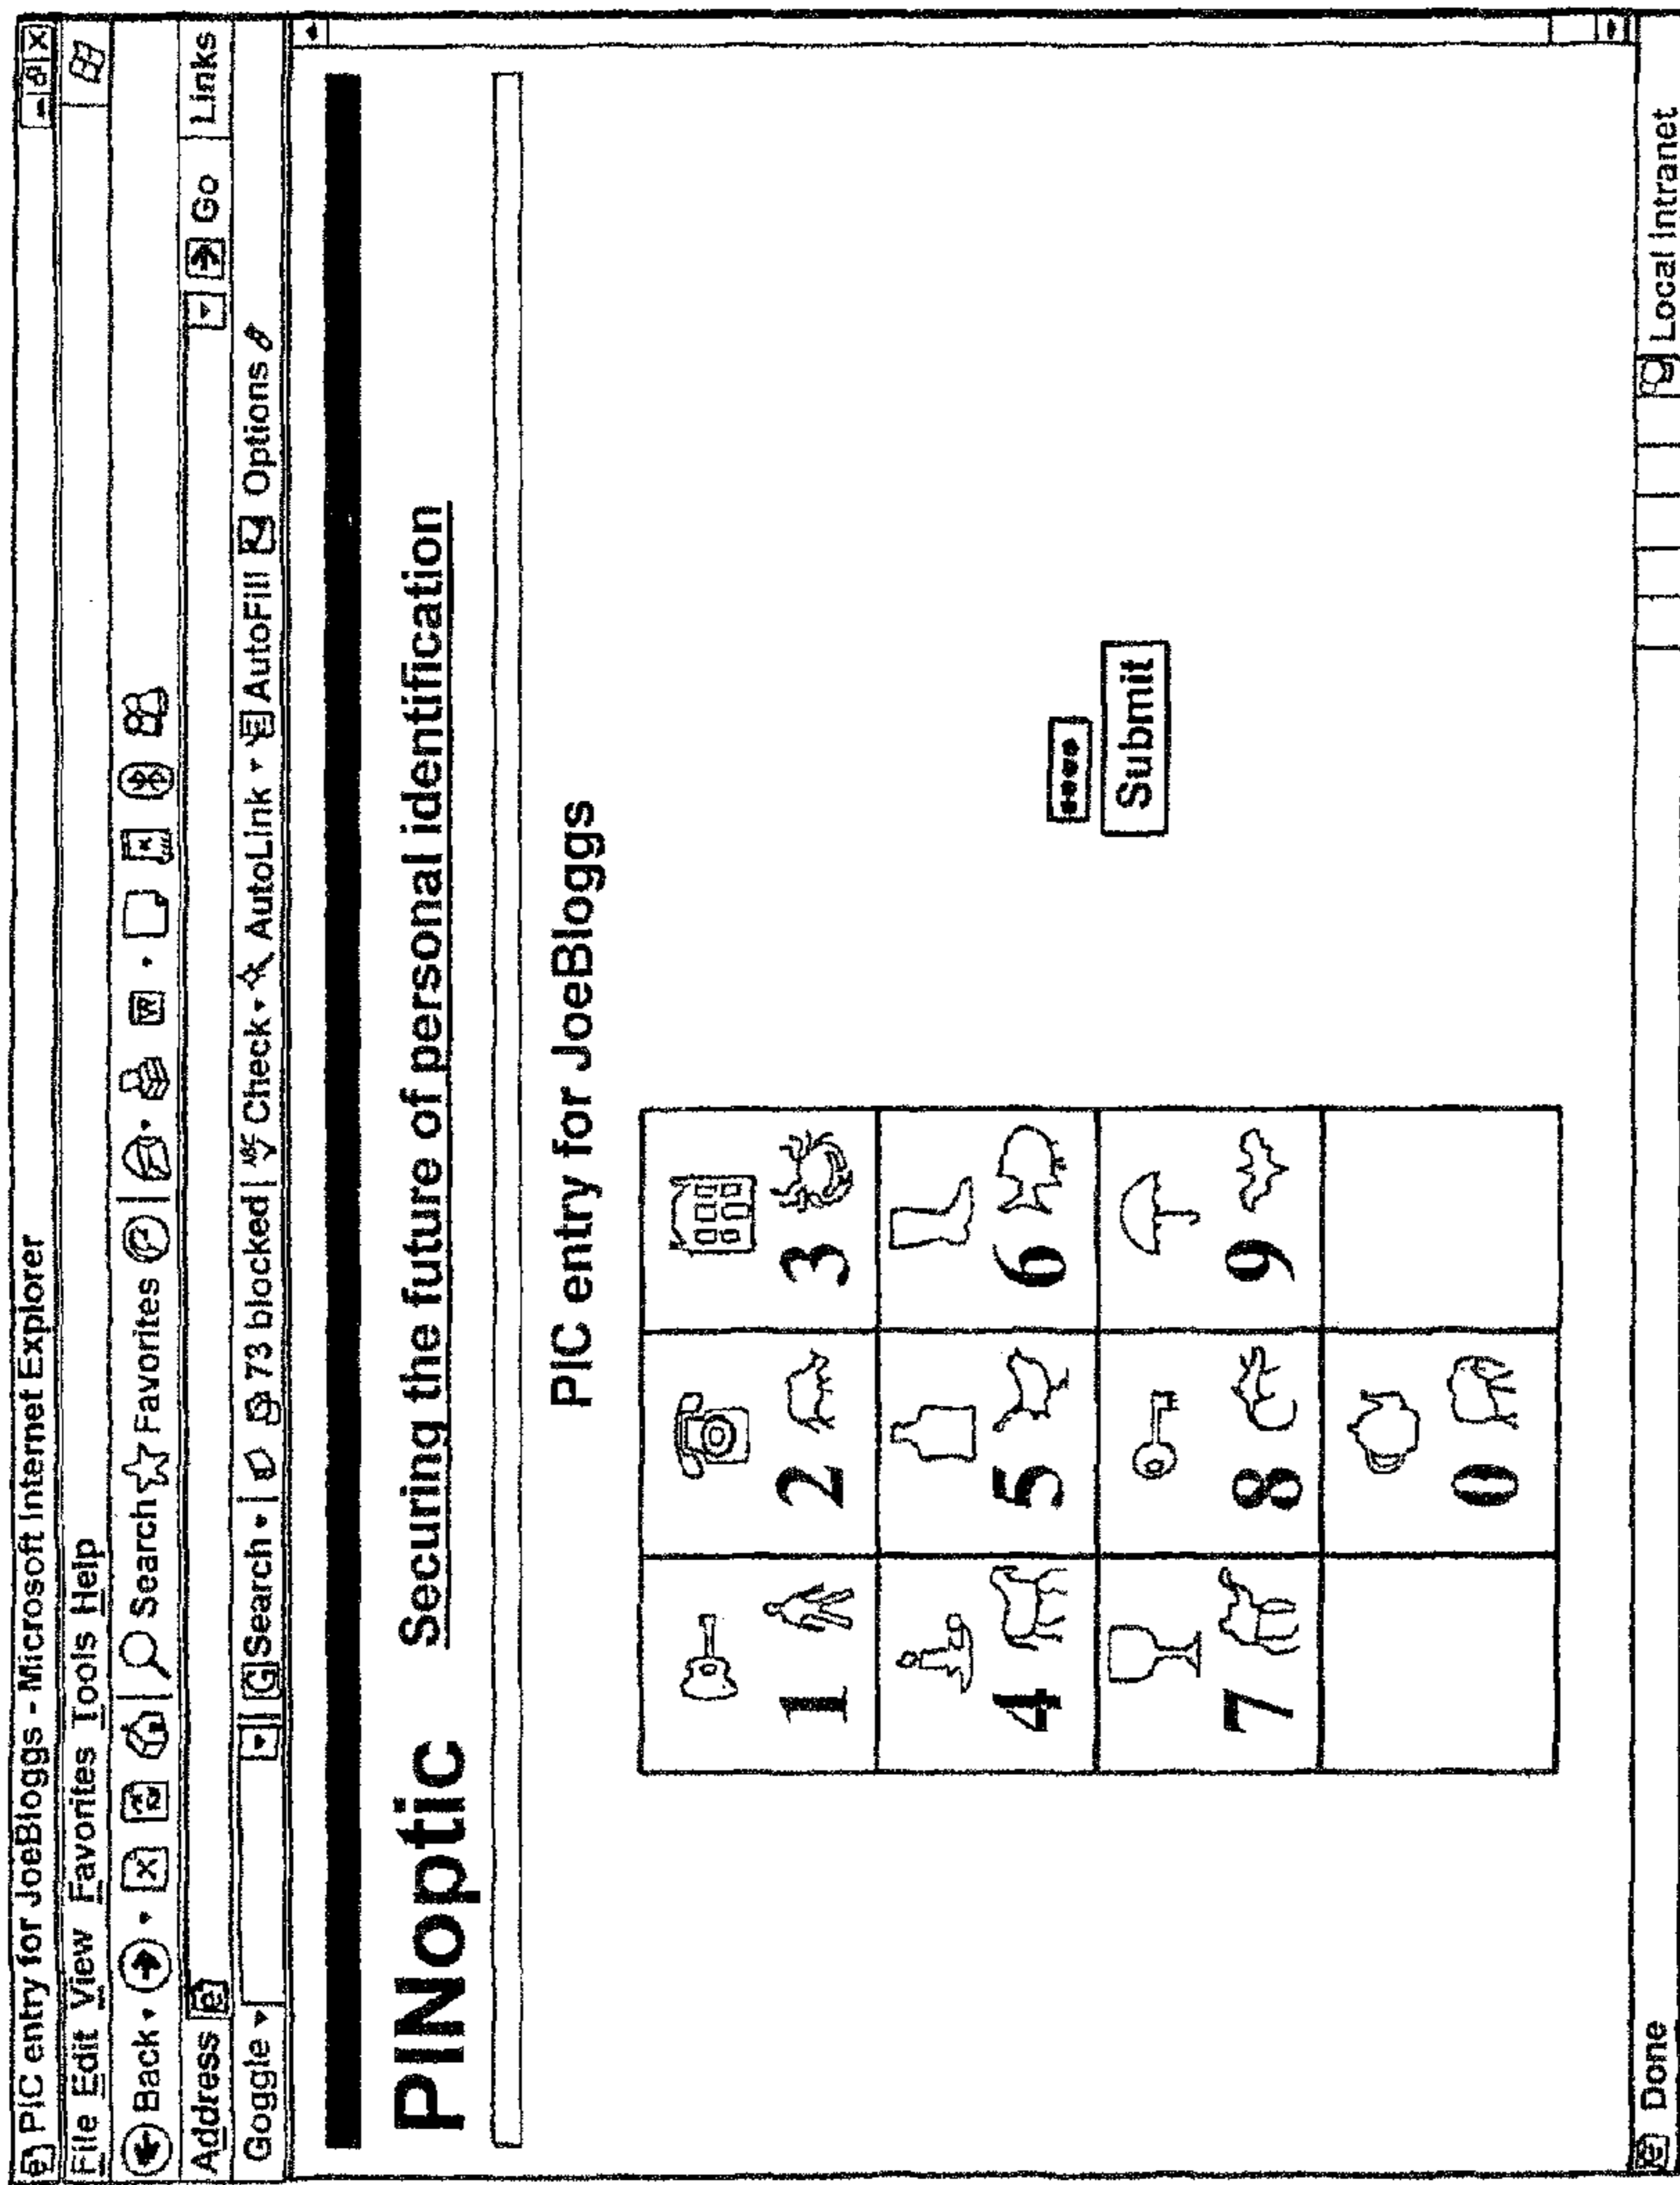 PIC entry for JoeBloggs - Microsoft Internet Explorer
File Edit View Favorites Tools Help
Back Search Favorites
Address Go Links
Goggle G Search 73 blocked ABC Check AutoLink AutoFill Options
PINoptic Securing the future of personal identification
PIC entry for JoeBloggs
1 2 3
4 5 6
7 8 9
0
Submit
Done Local intranet